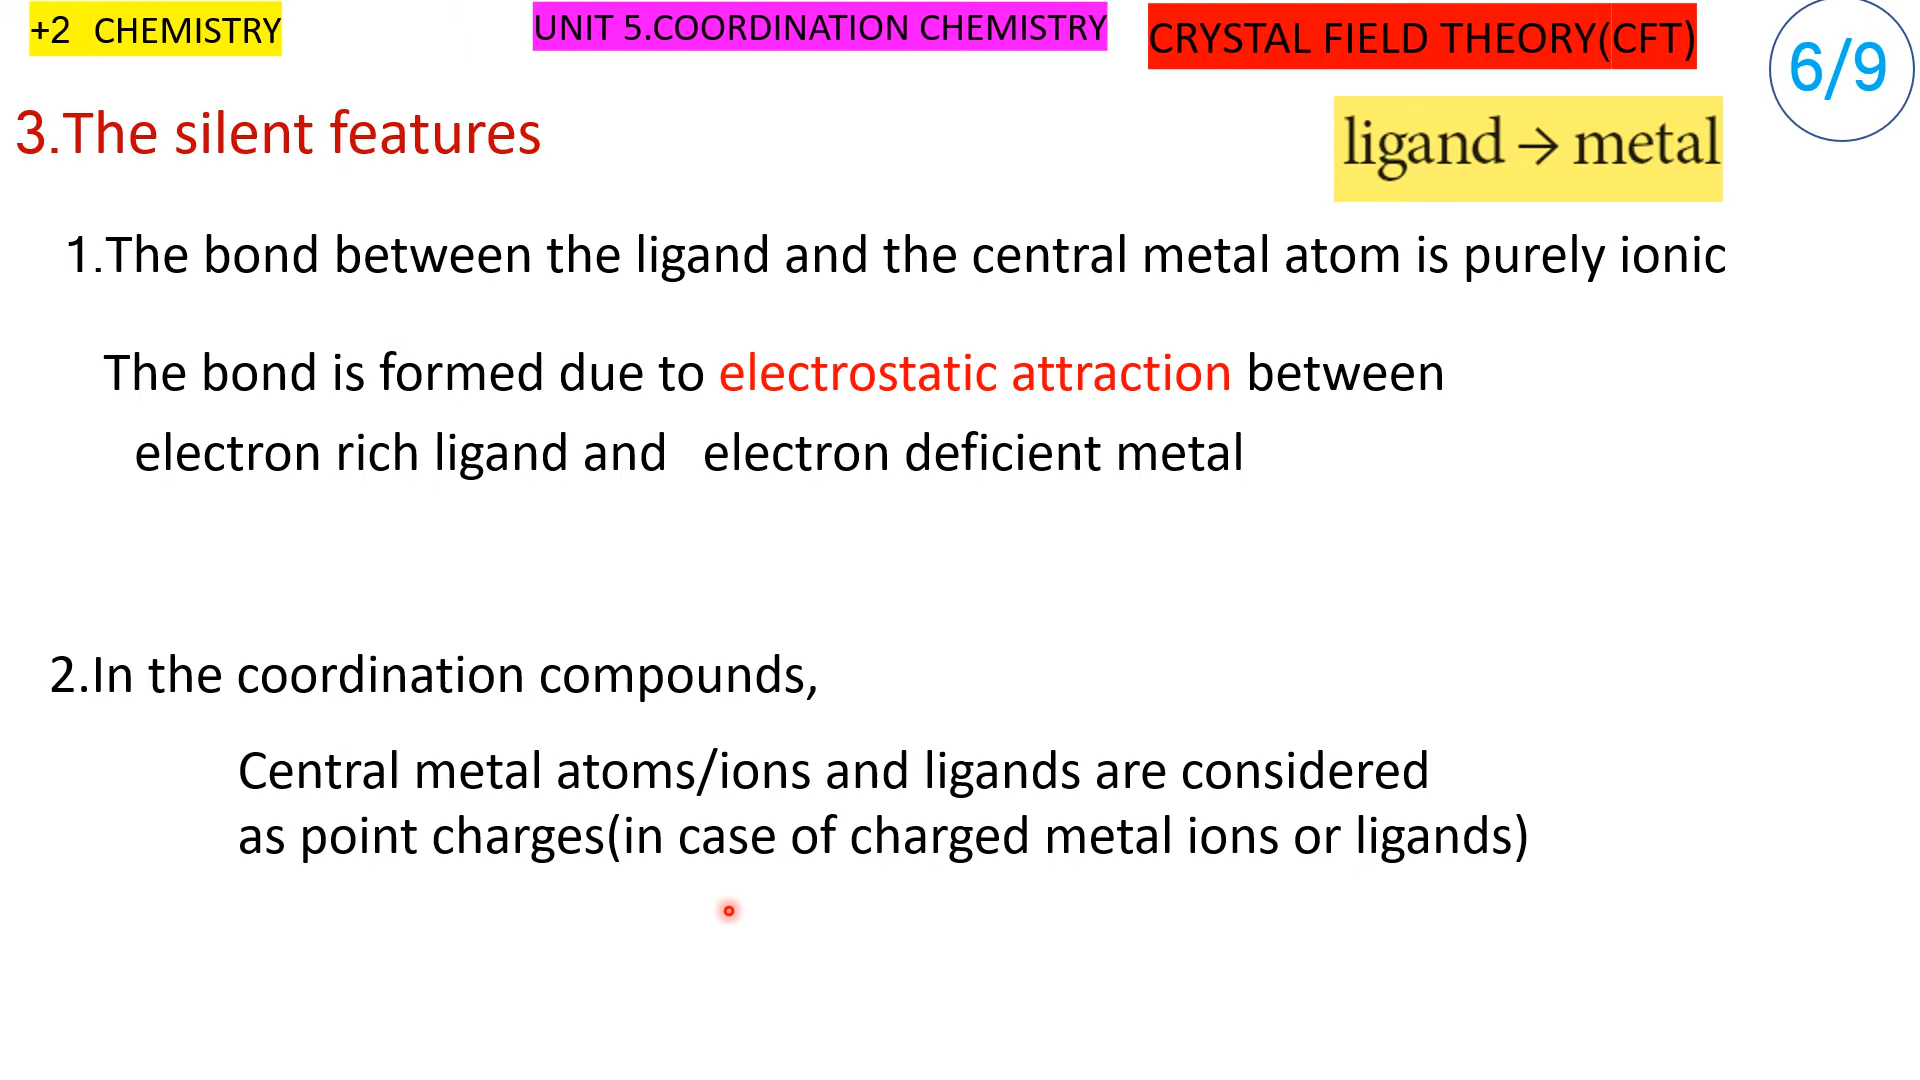 +2 CHEMISTRY
UNIT 5.COORDINATION CHEMISTRY
CRYSTAL FIELD THEORY(CFT)
6/9
3.The silent features
ligand → metal
1.The bond between the ligand and the central metal atom is purely ionic
The bond is formed due to electrostatic attraction between
electron rich ligand and electron deficient metal
2.In the coordination compounds,
Central metal atoms/ions and ligands are considered
as point charges(in case of charged metal ions or ligands)